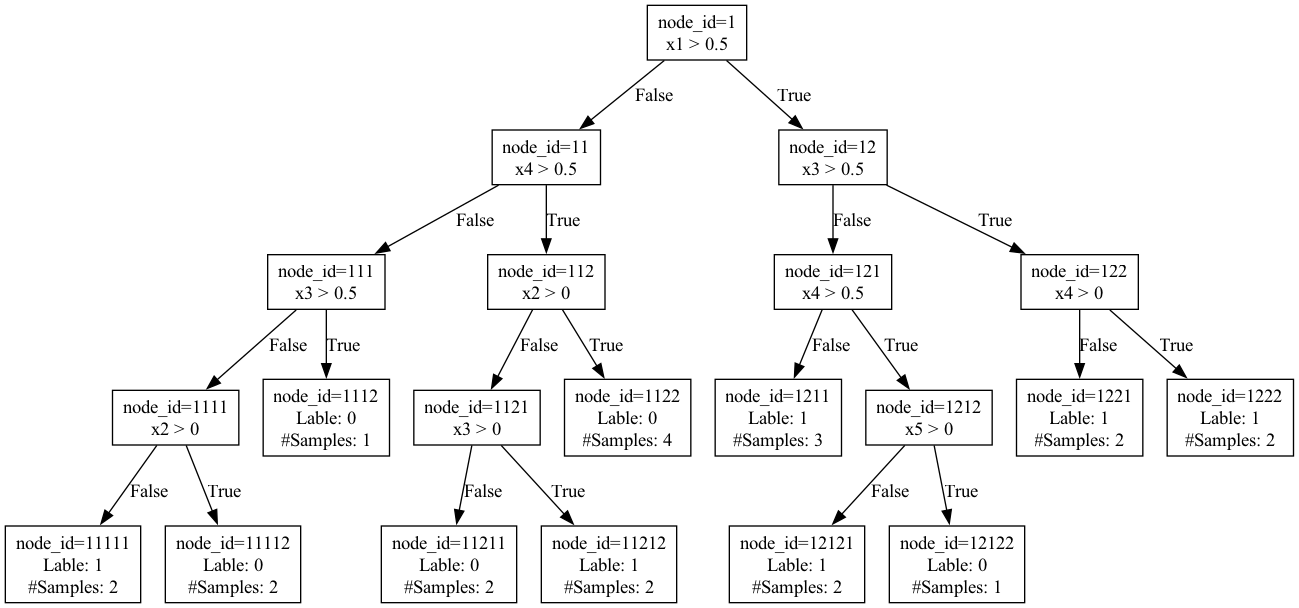 node_id=1
x1 > 0.5
False
True
node_id=11
x4 > 0.5
node_id=12
x3 > 0.5
False
True
False
True
node_id=111
x3 > 0.5
node_id=112
x2 > 0
node_id=121
x4 > 0.5
node_id=122
x4 > 0
False
True
False
True
False
True
False
True
node_id=1111
x2 > 0
node_id=1112
Lable: 0
#Samples: 1
node_id=1121
x3 > 0
node_id=1122
Lable: 0
#Samples: 4
node_id=1211
Lable: 1
#Samples: 3
node_id=1212
x5 > 0
node_id=1221
Lable: 1
#Samples: 2
node_id=1222
Lable: 1
#Samples: 2
False
True
False
True
False
True
node_id=11111
Lable: 1
#Samples: 2
node_id=11112
Lable: 0
#Samples: 2
node_id=11211
Lable: 0
#Samples: 2
node_id=11212
Lable: 1
#Samples: 2
node_id=12121
Lable: 1
#Samples: 2
node_id=12122
Lable: 0
#Samples: 1